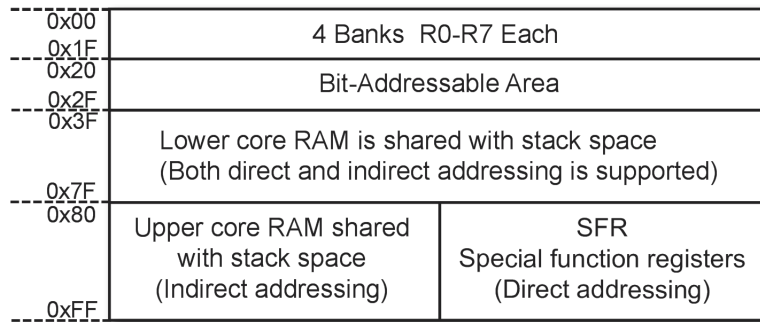 0x00
4 Banks R0-R7 Each
0x1F
0x20
Bit-Addressable Area
0x2F
0x3F
Lower core RAM is shared with stack space
(Both direct and indirect addressing is supported)
0x7F
0x80
Upper core RAM shared
with stack space
(Indirect addressing)
SFR
Special function registers
(Direct addressing)
0xFF